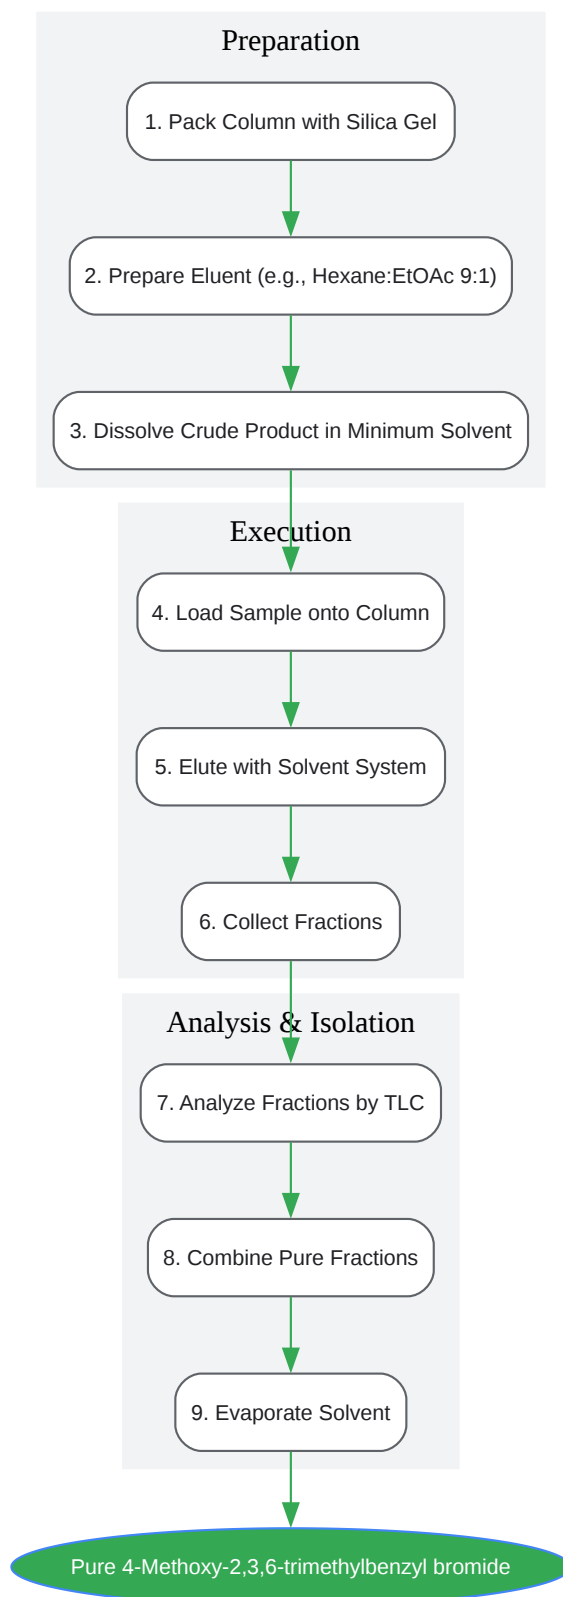 Preparation
1. Pack Column with Silica Gel
2. Prepare Eluent (e.g., Hexane:EtOAc 9:1)
3. Dissolve Crude Product in Minimum Solvent
Execution
4. Load Sample onto Column
5. Elute with Solvent System
6. Collect Fractions
Analysis & Isolation
7. Analyze Fractions by TLC
8. Combine Pure Fractions
9. Evaporate Solvent
Pure 4-Methoxy-2,3,6-trimethylbenzyl bromide